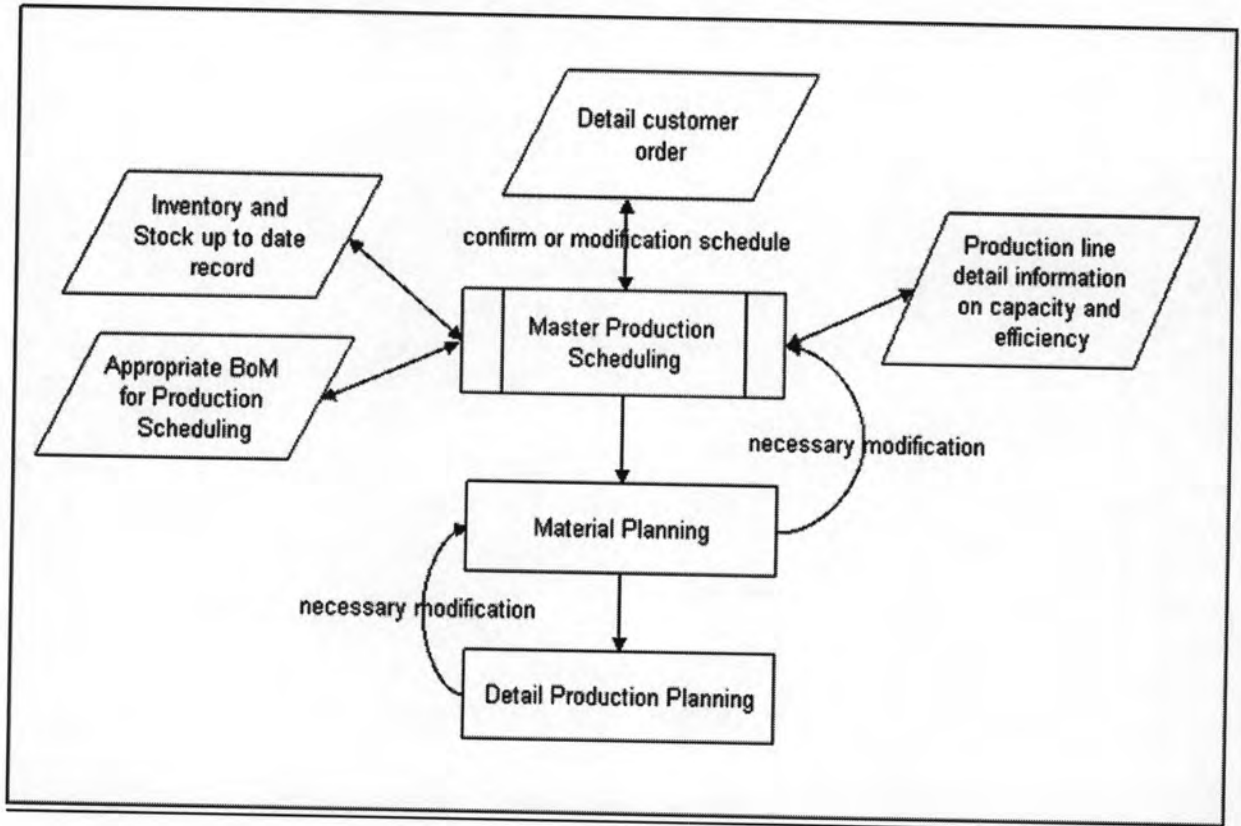 Detail customer
order
Inventory and
Stock up to date
record
confirm or modification schedule
Production line
detail information
on capacity and
efficiency
Master Production
Scheduling
Appropriate BoM
for Production
Scheduling
necessary modification
Material Planning
necessary modification
Detail Production Planning